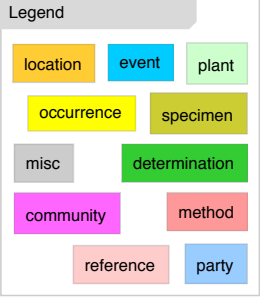 Legend
location event plant
occurrence specimen
misc determination
community method
reference party